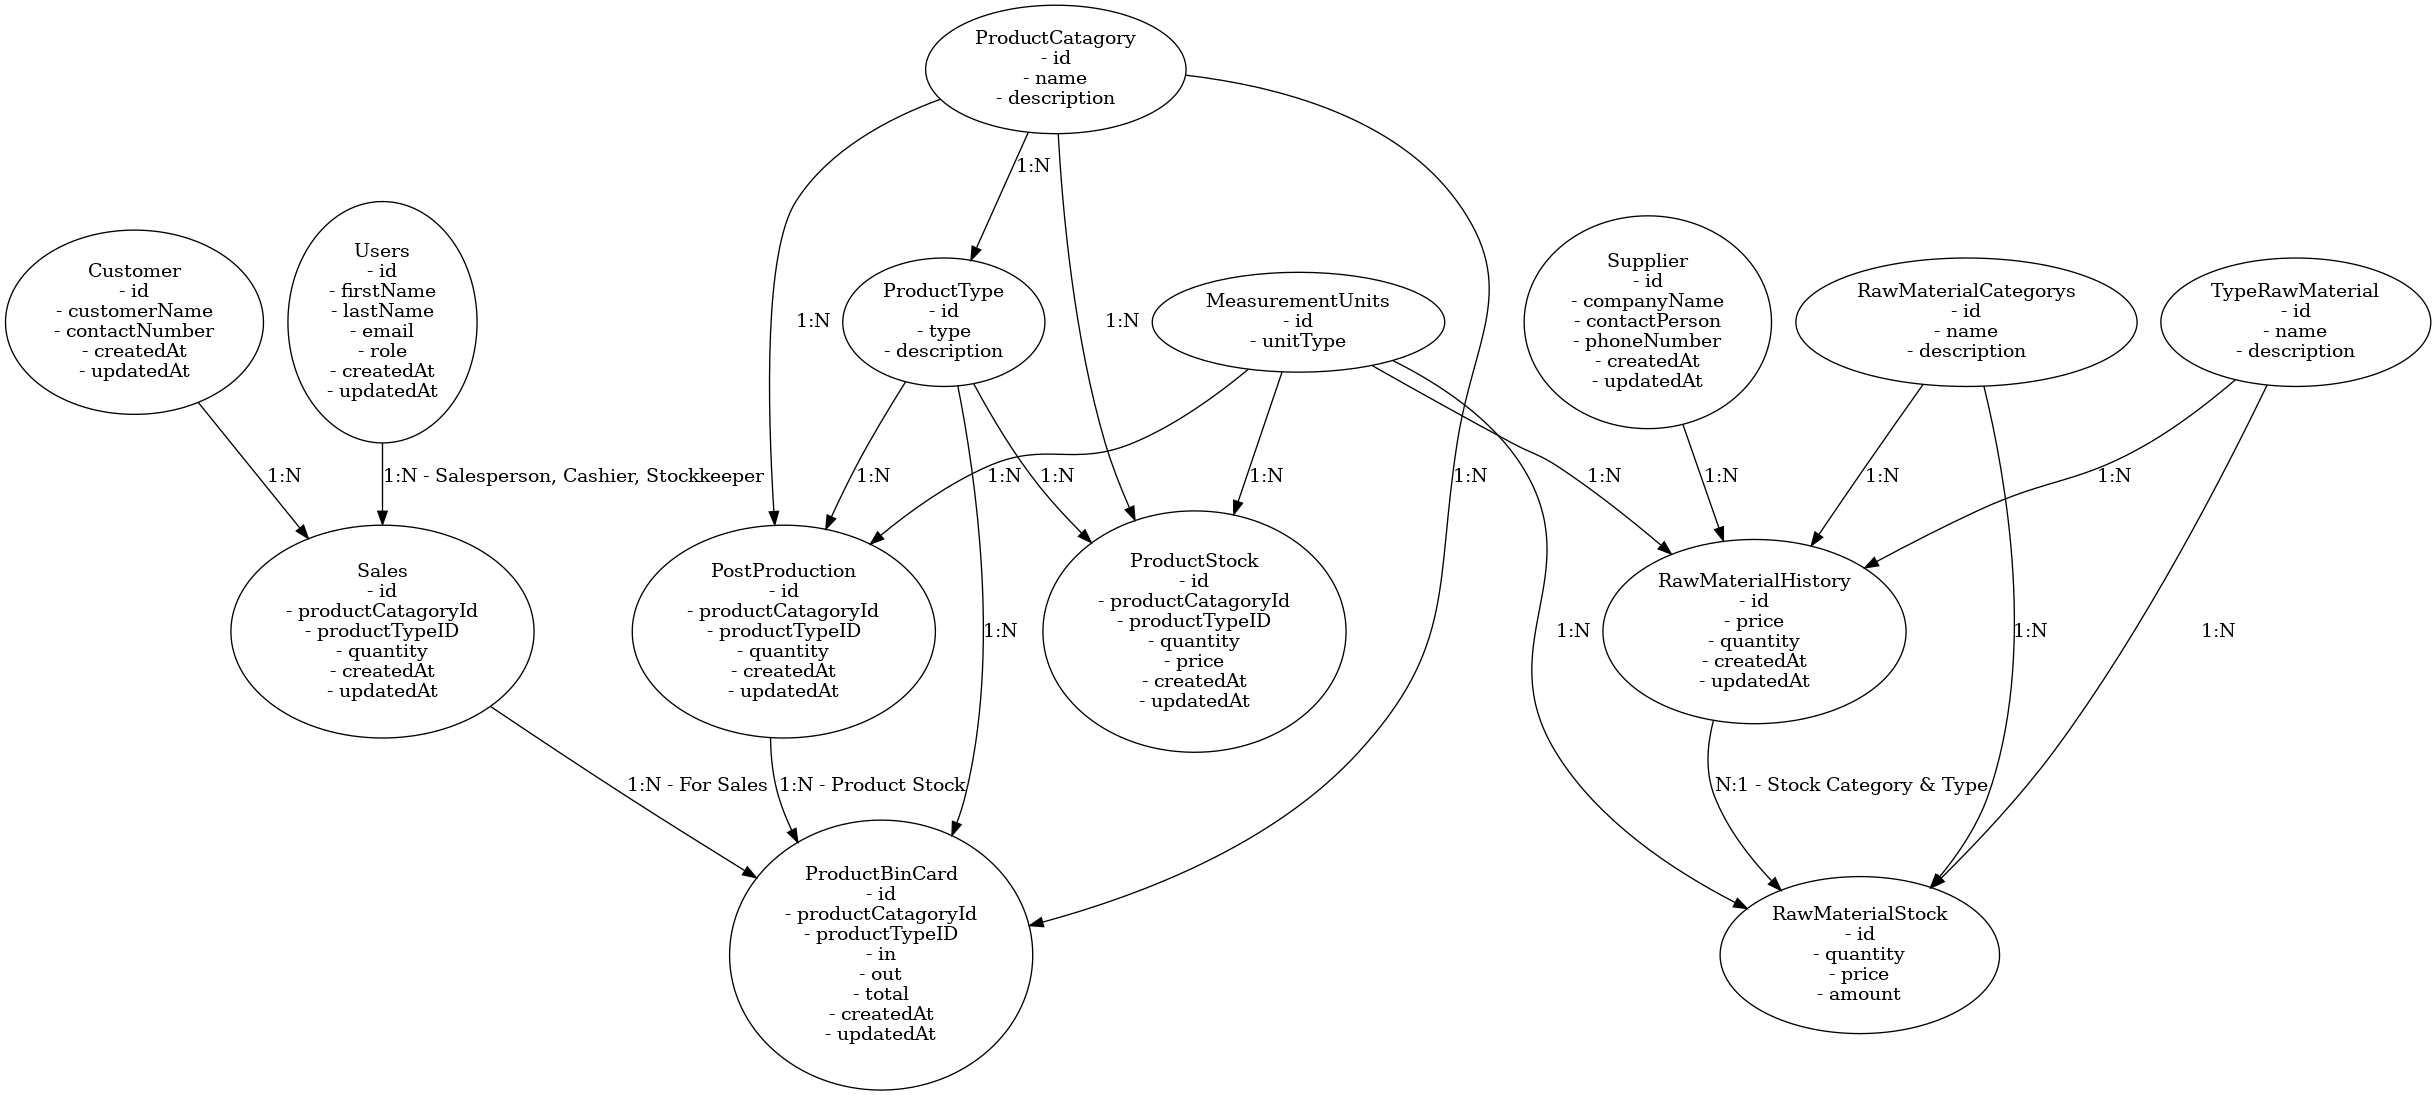 ProductCatagory
- id
- name
- description
1:N
Customer
- id
- customerName
- contactNumber
- createdAt
- updatedAt
Users
- id
- firstName
- lastName
- email
- role
- createdAt
- updatedAt
1:N
ProductType
- id
- type
- description
1:N
MeasurementUnits
- id
- unitType
Supplier
- id
- companyName
- contactPerson
- phoneNumber
- createdAt
- updatedAt
RawMaterialCategorys
- id
- name
- description
TypeRawMaterial
- id
- name
- description
1:N
1:N - Salesperson, Cashier, Stockkeeper
1:N
1:N
1:N
1:N
1:N
1:N
1:N
1:N
1:N
Sales
- id
- productCatagoryId
- productTypeID
- quantity
- createdAt
- updatedAt
PostProduction
- id
- productCatagoryId
- productTypeID
- quantity
- createdAt
- updatedAt
1:N
ProductStock
- id
- productCatagoryId
- productTypeID
- quantity
- price
- createdAt
- updatedAt
1:N
RawMaterialHistory
- id
- price
- quantity
- createdAt
- updatedAt
1:N
1:N
1:N - For Sales
1:N - Product Stock
N:1 - Stock Category & Type
ProductBinCard
- id
- productCatagoryId
- productTypeID
- in
- out
- total
- createdAt
- updatedAt
RawMaterialStock
- id
- quantity
- price
- amount